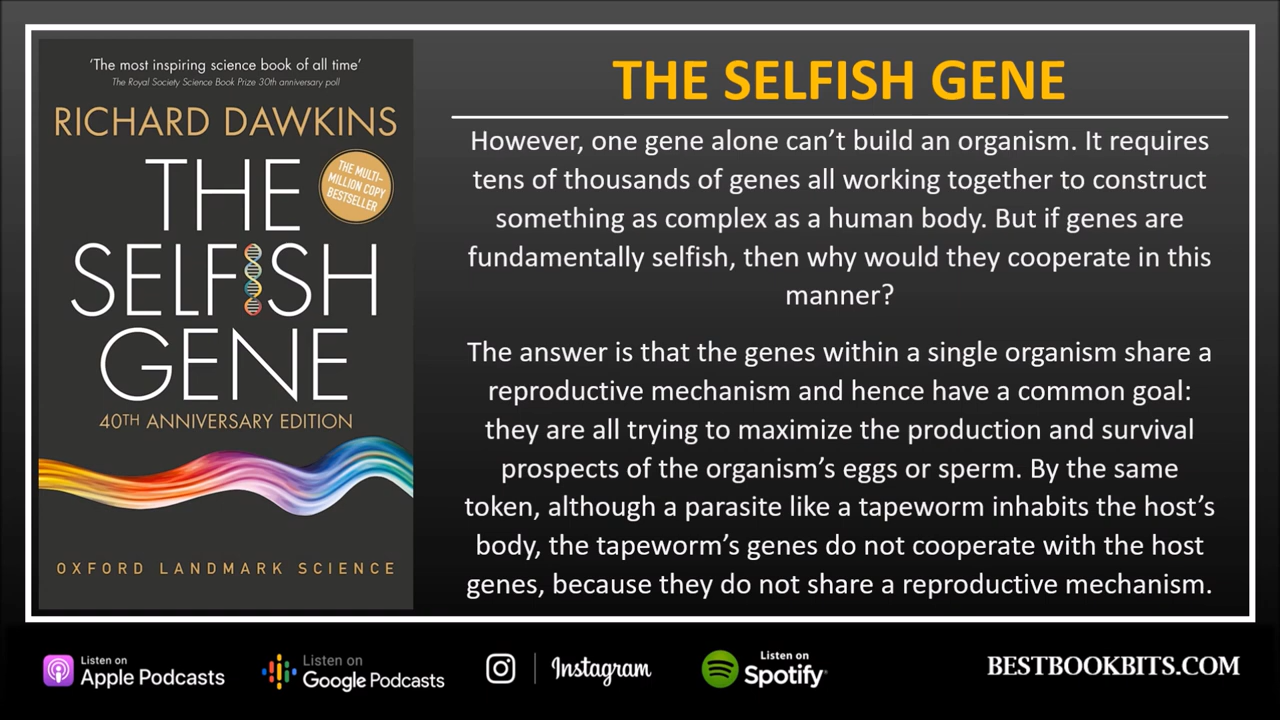 'The most inspiring science book of all time'
The Royal Society Science Book Prize 30th anniversary poll
RICHARD DAWKINS
THE
SELFISH
GENE
THE MULTI-
MILLION COPY
BESTSELLER
40TH ANNIVERSARY EDITION
OXFORD LANDMARK SCIENCE
THE SELFISH GENE
However, one gene alone can't build an organism. It requires
tens of thousands of genes all working together to construct
something as complex as a human body. But if genes are
fundamentally selfish, then why would they cooperate in this
manner?
The answer is that the genes within a single organism share a
reproductive mechanism and hence have a common goal:
they are all trying to maximize the production and survival
prospects of the organism's eggs or sperm. By the same
token, although a parasite like a tapeworm inhabits the host's
body, the tapeworm's genes do not cooperate with the host
genes, because they do not share a reproductive mechanism.
Listen on
Apple Podcasts
Listen on
Google Podcasts
Instagram
Listen on
Spotify
BESTBOOKBITS.COM